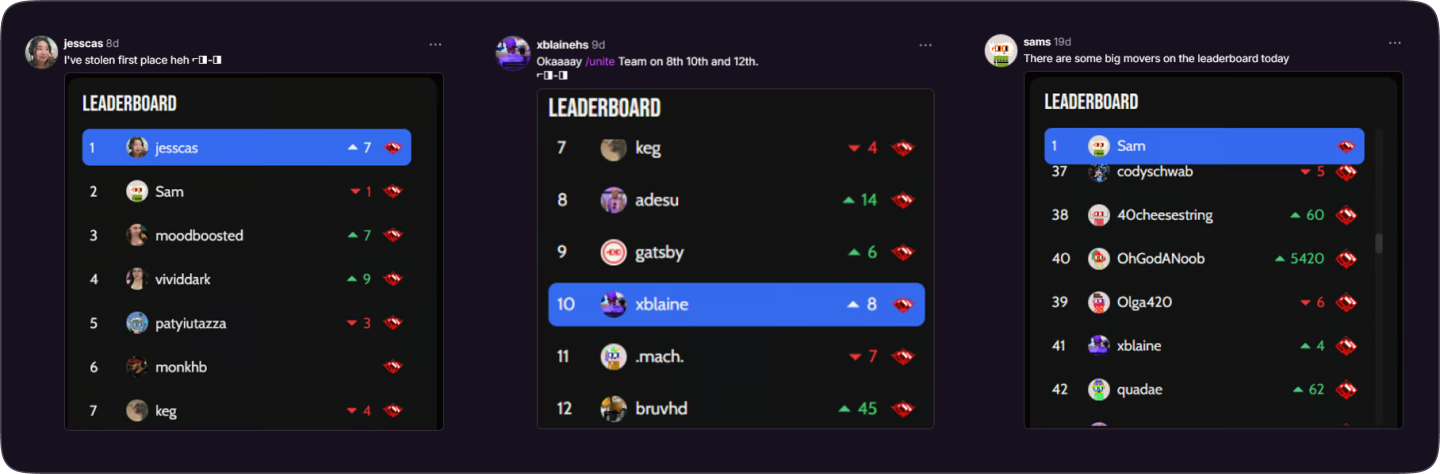 jesscas 8d
I've stolen first place heh ⌐◨-◨
LEADERBOARD
1 jesscas 7
2 Sam 1
3 moodboosted 7
4 vividdark 9
5 patyiutazza 3
6 monkhb
7 keg 4
xblainehs 9d
Okaaaay /unite Team on 8th 10th and 12th.
⌐◨-◨
LEADERBOARD
7 keg 4
8 adesu 14
9 gatsby 6
10 xblaine 8
11 .mach. 7
12 bruvhd 45
sams 19d
There are some big movers on the leaderboard today
LEADERBOARD
1 Sam
37 codyschwab 5
38 40cheesestring 60
40 OhGodANoob 5420
39 Olga420 6
41 xblaine 4
42 quadae 62